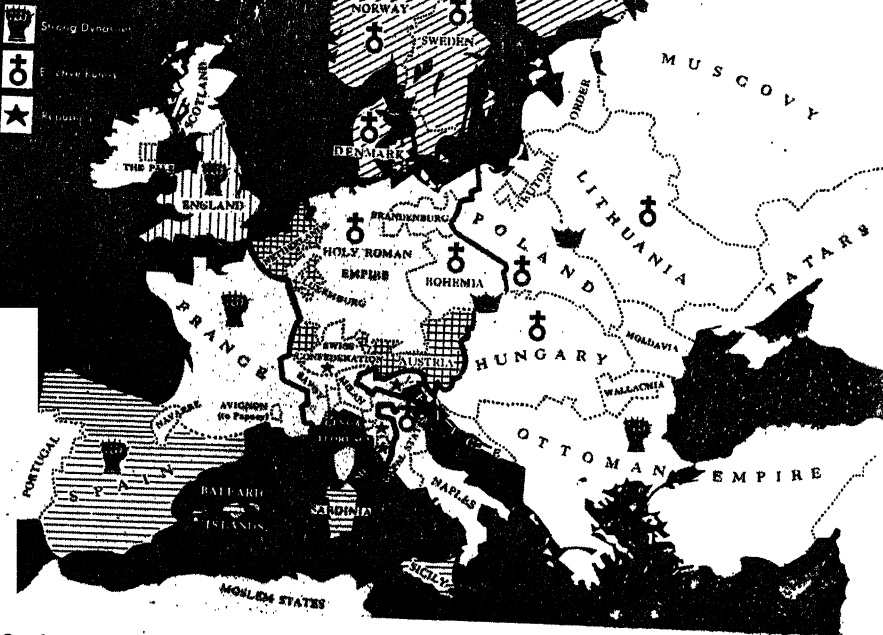 Strong
NORWAY
SWEDEN
MUSCOVY
SCOTLAND
ORDER
THE PALE
DENMARK
TEUTONIC
ENGLAND
LITHUANIA
BRANDENBURG
POLAND
HOLY ROMAN
EMPIRE
BOHEMIA
TATARS
FRANCE
SWISS
CONFEDERATION
AUSTRIA
HUNGARY
MOLDAVIA
WALLACHIA
MILAN
AVIGNON
(to Papacy)
NAVARRE
PORTUGAL
SPAIN
OTTOMAN EMPIRE
BALEARIC
ISLANDS
SARDINIA
NAPLES
SICILY
MOSLEM STATES